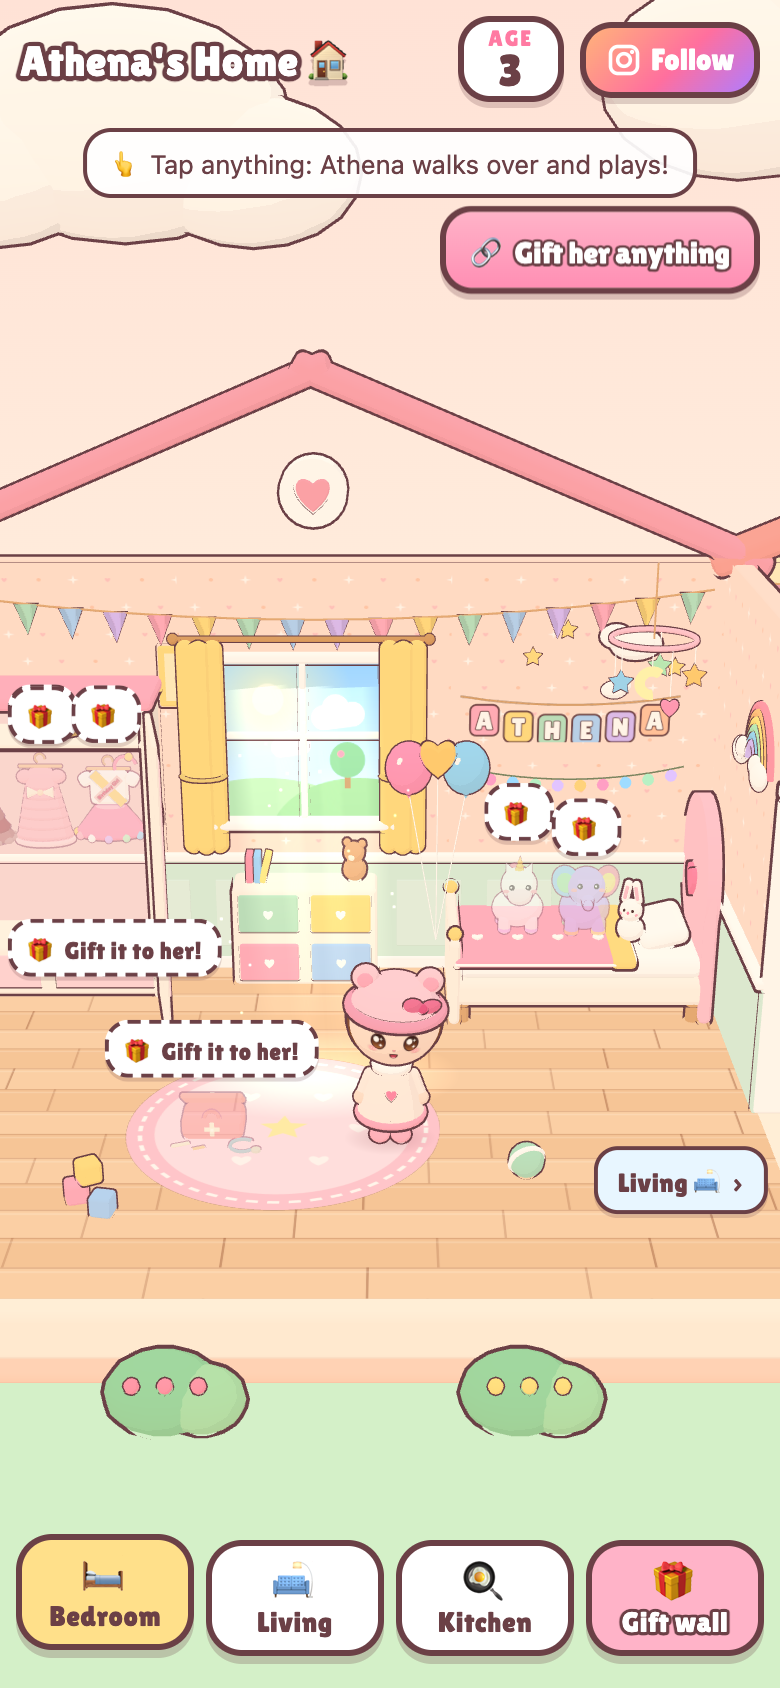 Athena's Home
AGE
3
Follow
Tap anything: Athena walks over and plays!
Gift her anything
ATHENA
Gift it to her!
Gift it to her!
Living ›
Bedroom
Living
Kitchen
Gift wall